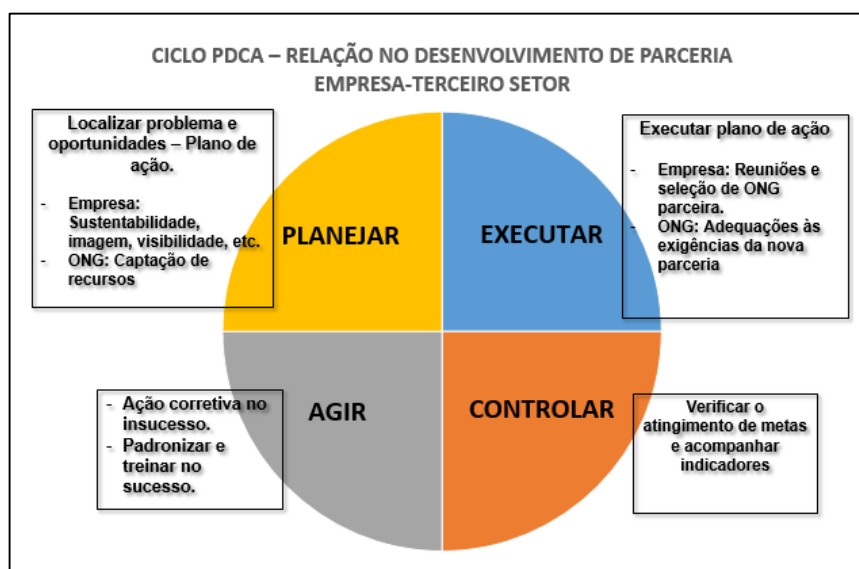 CICLO PDCA – RELAÇÃO NO DESENVOLVIMENTO DE PARCERIA
EMPRESA-TERCEIRO SETOR
Localizar problema e
oportunidades – Plano de
ação.
- Empresa:
Sustentabilidade,
imagem, visibilidade, etc.
- ONG: Captação de
recursos
PLANEJAR
EXECUTAR
Executar plano de ação
- Empresa: Reuniões e
seleção de ONG
parceira.
- ONG: Adequações às
exigências da nova
parceria
- Ação corretiva no
insucesso.
- Padronizar e
treinar no
sucesso.
AGIR
CONTROLAR
Verificar o
atingimento de metas
e acompanhar
indicadores